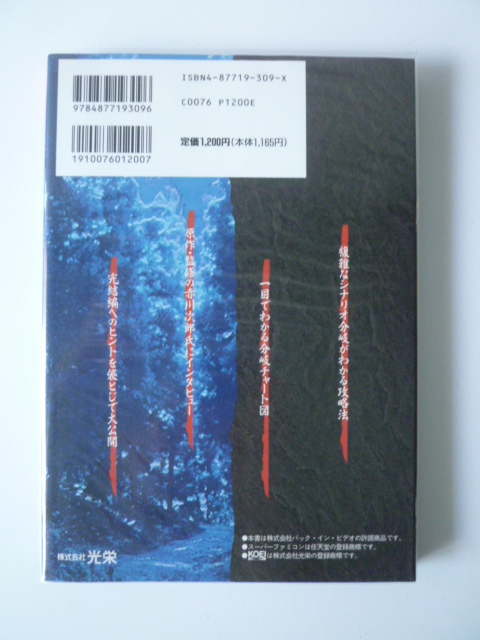 ISBN4-87719-309-X
9784877193096
C0076 P1200E
定価1,200円(本体1,165円)
1910076012007
複雑なシナリオ分岐がわかる攻略法
一目でわかる分岐チャート図
原作・監修の赤川次郎氏にインタビュー
完結編へのヒントを優として大公開
●本書は株式会社パック・イン・ビデオの許諾商品です。
●スーパーファミコンは任天堂の登録商標です。
●KOEIは株式会社光栄の登録商標です。
株式会社 光栄